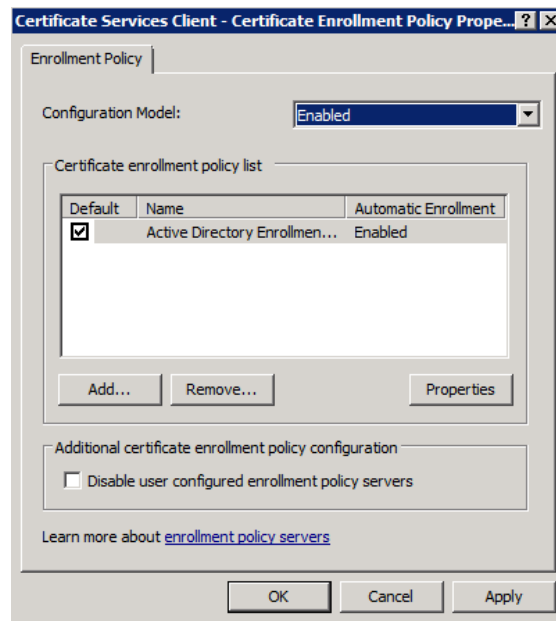 Certificate Services Client - Certificate Enrollment Policy Prope...
Enrollment Policy
Configuration Model: Enabled
Certificate enrollment policy list
Default Name Automatic Enrollment
Active Directory Enrollmen... Enabled
Add... Remove... Properties
Additional certificate enrollment policy configuration
Disable user configured enrollment policy servers
Learn more about enrollment policy servers
OK Cancel Apply